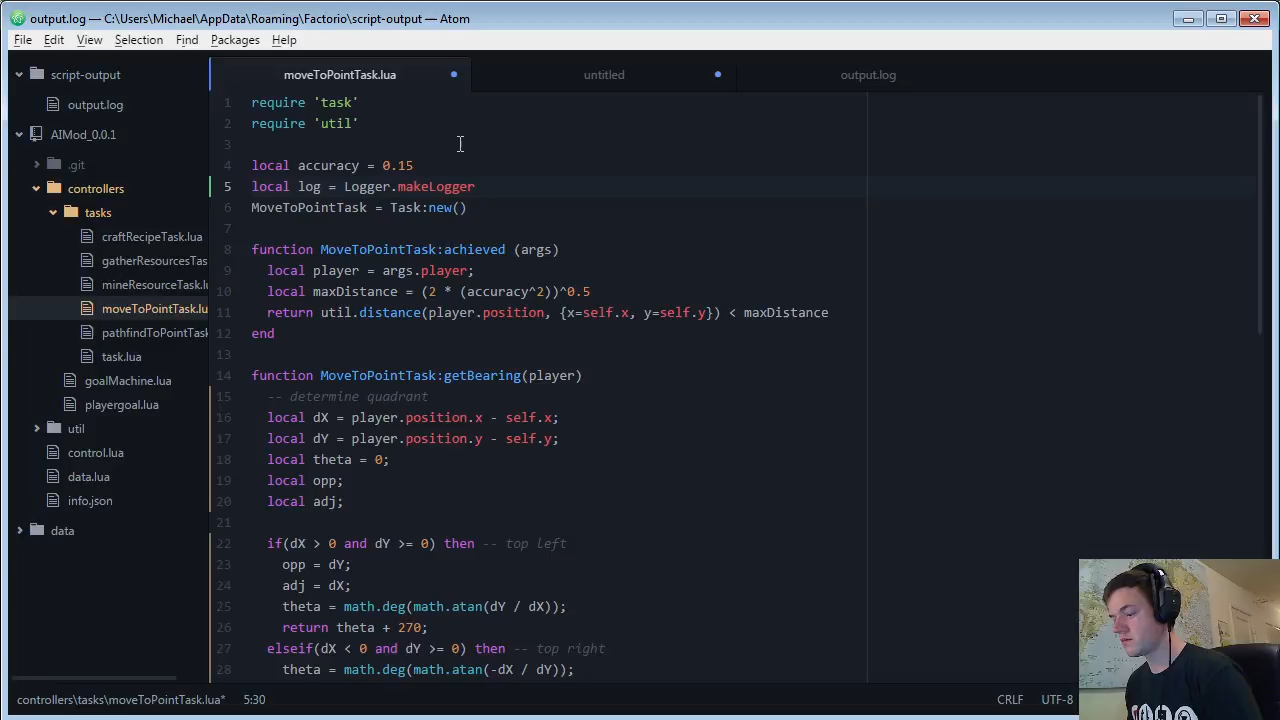 output.log — C:\Users\Michael\AppData\Roaming\Factorio\script-output — Atom
File Edit View Selection Find Packages Help
script-output
output.log
AIMod_0.0.1
.git
controllers
tasks
craftRecipeTask.lua
gatherResourcesTas
mineResourceTask.lu
moveToPointTask.lu
pathfindToPointTask
task.lua
goalMachine.lua
playergoal.lua
util
control.lua
data.lua
info.json
data
moveToPointTask.lua untitled output.log
1 require 'task'
2 require 'util'
3
4 local accuracy = 0.15
5 local log = Logger.makeLogger
6 MoveToPointTask = Task:new()
7
8 function MoveToPointTask:achieved (args)
9 local player = args.player;
10 local maxDistance = (2 * (accuracy^2))^0.5
11 return util.distance(player.position, {x=self.x, y=self.y}) < maxDistance
12 end
13
14 function MoveToPointTask:getBearing(player)
15 -- determine quadrant
16 local dX = player.position.x - self.x;
17 local dY = player.position.y - self.y;
18 local theta = 0;
19 local opp;
20 local adj;
21
22 if(dX > 0 and dY >= 0) then -- top left
23 opp = dY;
24 adj = dX;
25 theta = math.deg(math.atan(dY / dX));
26 return theta + 270;
27 elseif(dX < 0 and dY >= 0) then -- top right
28 theta = math.deg(math.atan(-dX / dY));
controllers\tasks\moveToPointTask.lua* 5:30 CRLF UTF-8